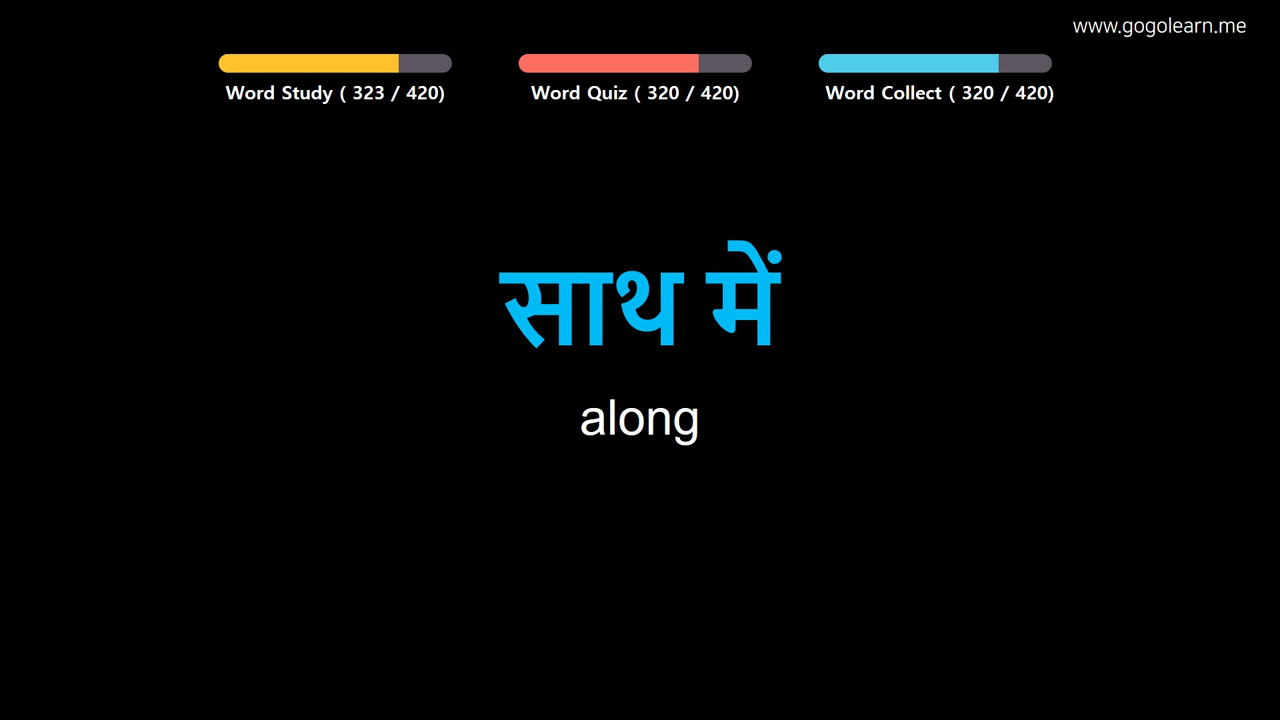 www.gogolearn.me
Word Study ( 323 / 420)
Word Quiz ( 320 / 420)
Word Collect ( 320 / 420)
साथ में
along